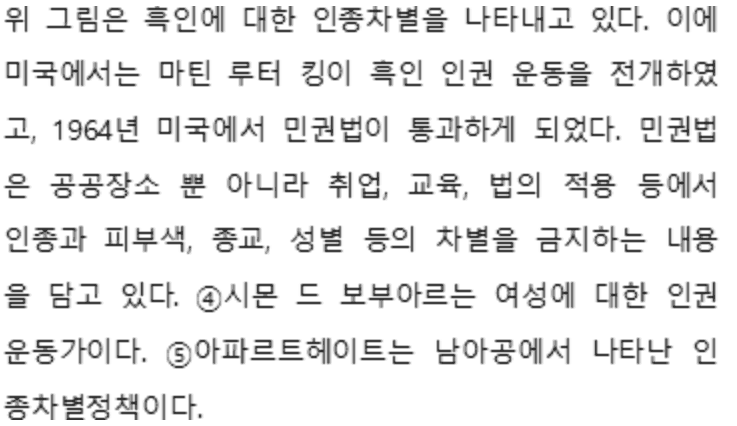 위 그림은 흑인에 대한 인종차별을 나타내고 있다. 이에
미국에서는 마틴 루터 킹이 흑인 인권 운동을 전개하였
고, 1964년 미국에서 민권법이 통과하게 되었다. 민권법
은 공공장소 뿐 아니라 취업, 교육, 법의 적용 등에서
인종과 피부색, 종교, 성별 등의 차별을 금지하는 내용
을 담고 있다. ④시몬 드 보부아르는 여성에 대한 인권
운동가이다. ⑤아파르트헤이트는 남아공에서 나타난 인
종차별정책이다.